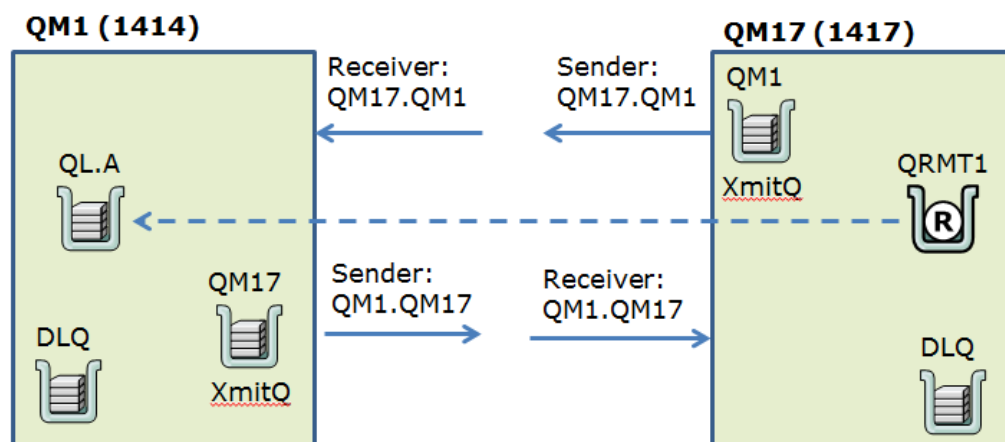 QM1 (1414)
QM17 (1417)
Receiver:
QM17.QM1
Sender:
QM17.QM1
QM1
XmitQ
QL.A
QRMT1
R
QM17
XmitQ
Sender:
QM1.QM17
Receiver:
QM1.QM17
DLQ
DLQ